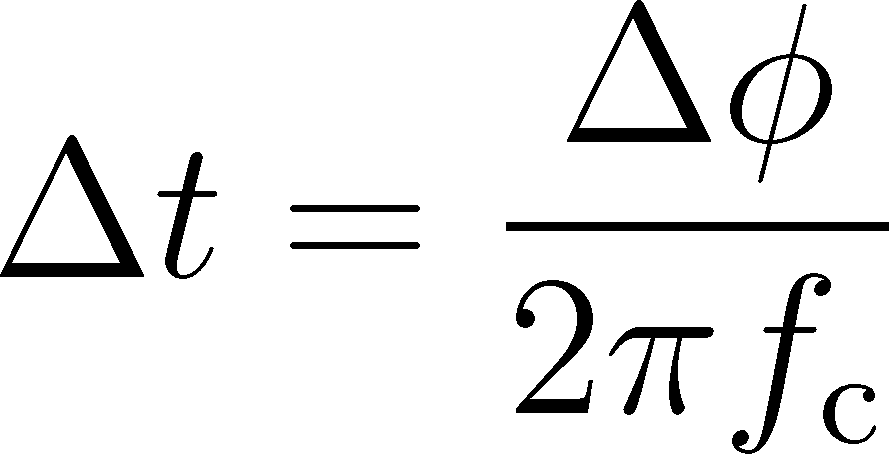 Δt = Δϕ / 2πf_c